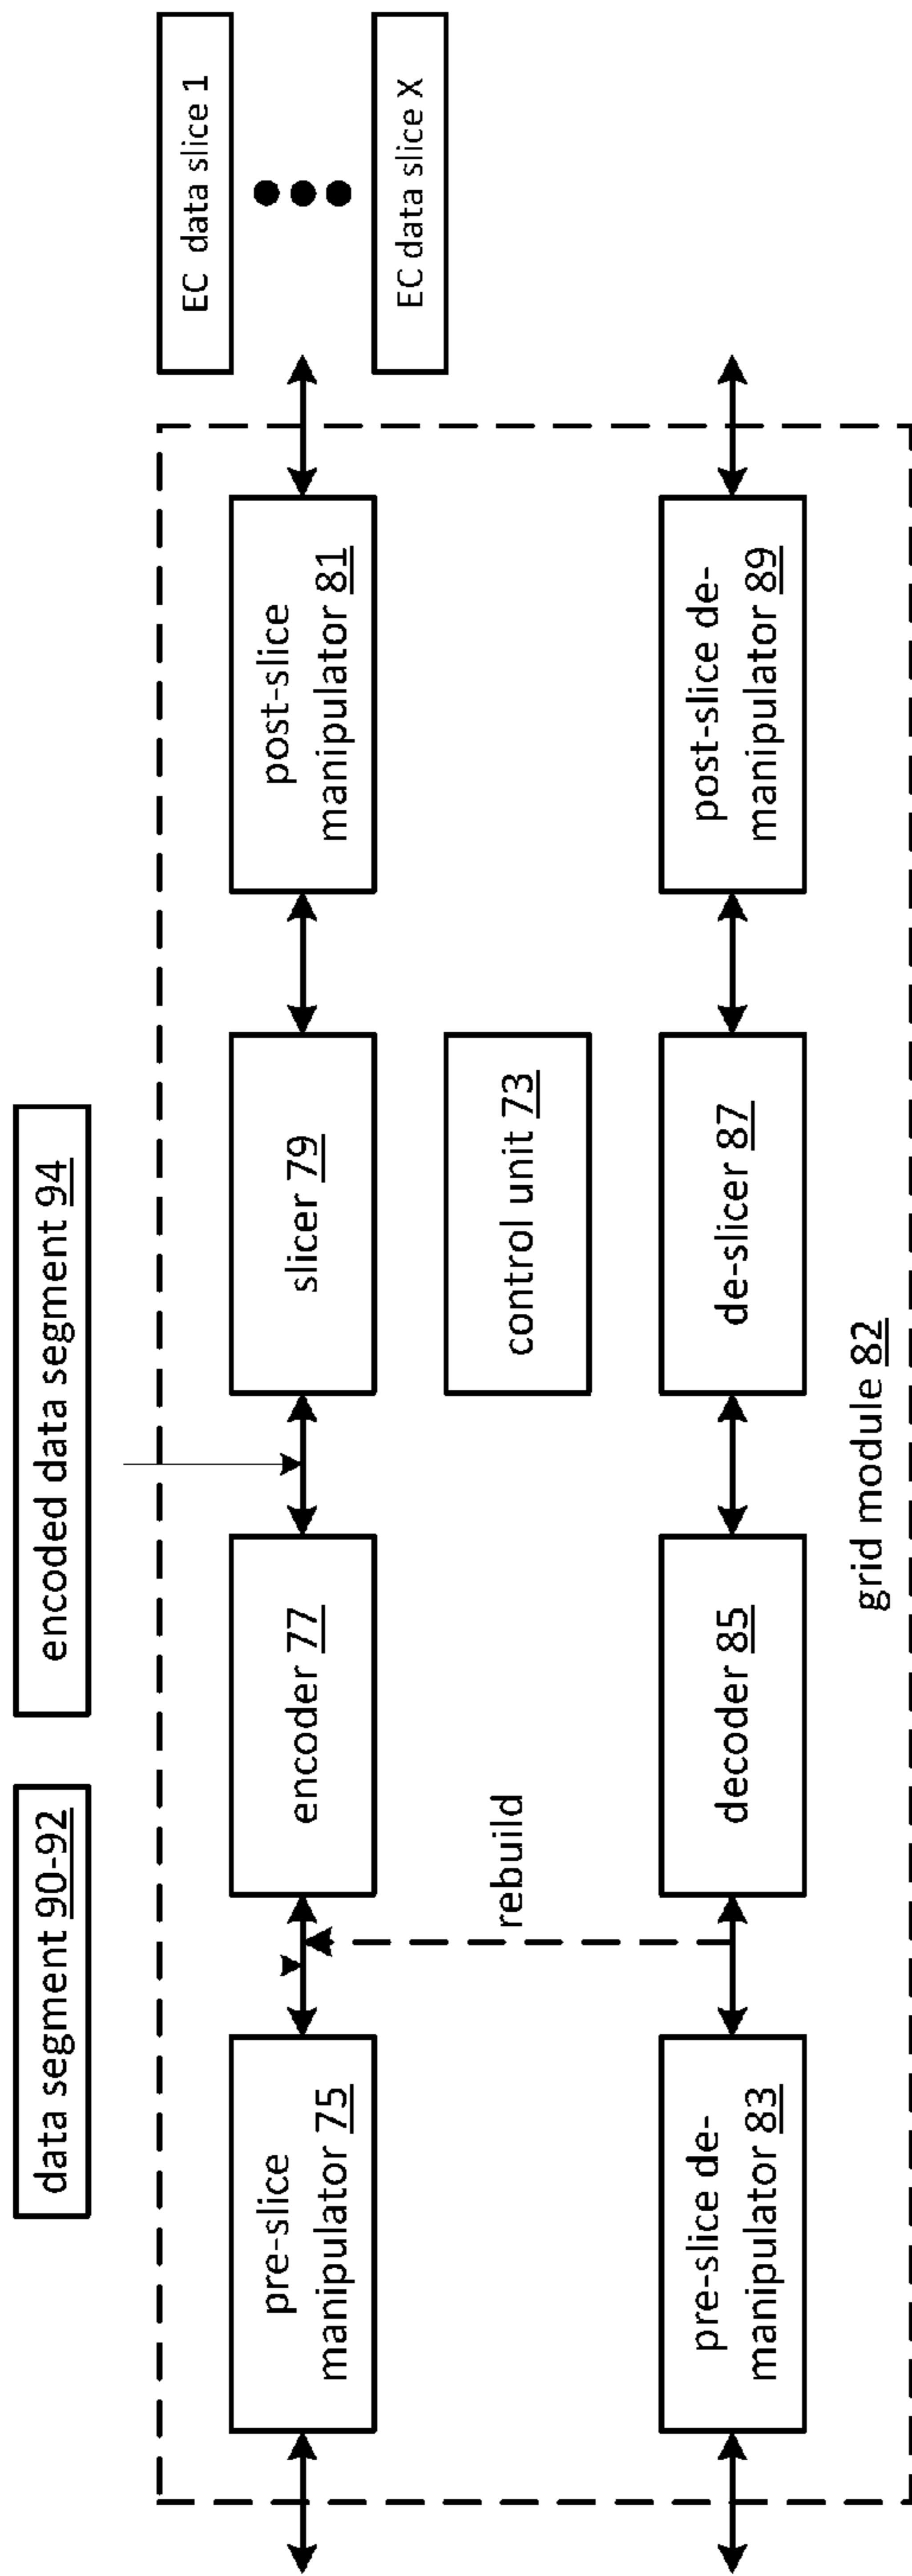 data segment 90-92
encoded data segment 94
EC data slice 1
EC data slice X
pre-slice
manipulator 75
encoder 77
slicer 79
post-slice
manipulator 81
rebuild
control unit 73
pre-slice de-
manipulator 83
decoder 85
de-slicer 87
post-slice de-
manipulator 89
grid module 82